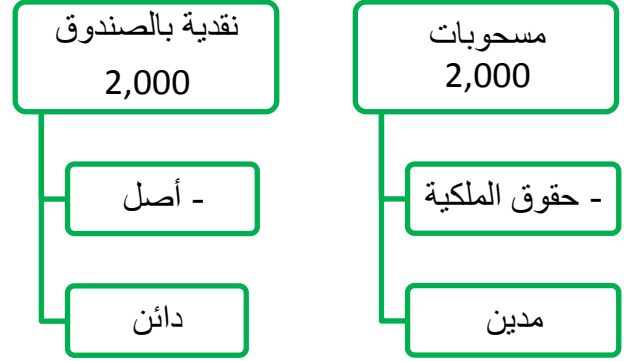 مسحوبات
2,000
- حقوق الملكية
مدين
نقدية بالصندوق
2,000
- أصل
دائن